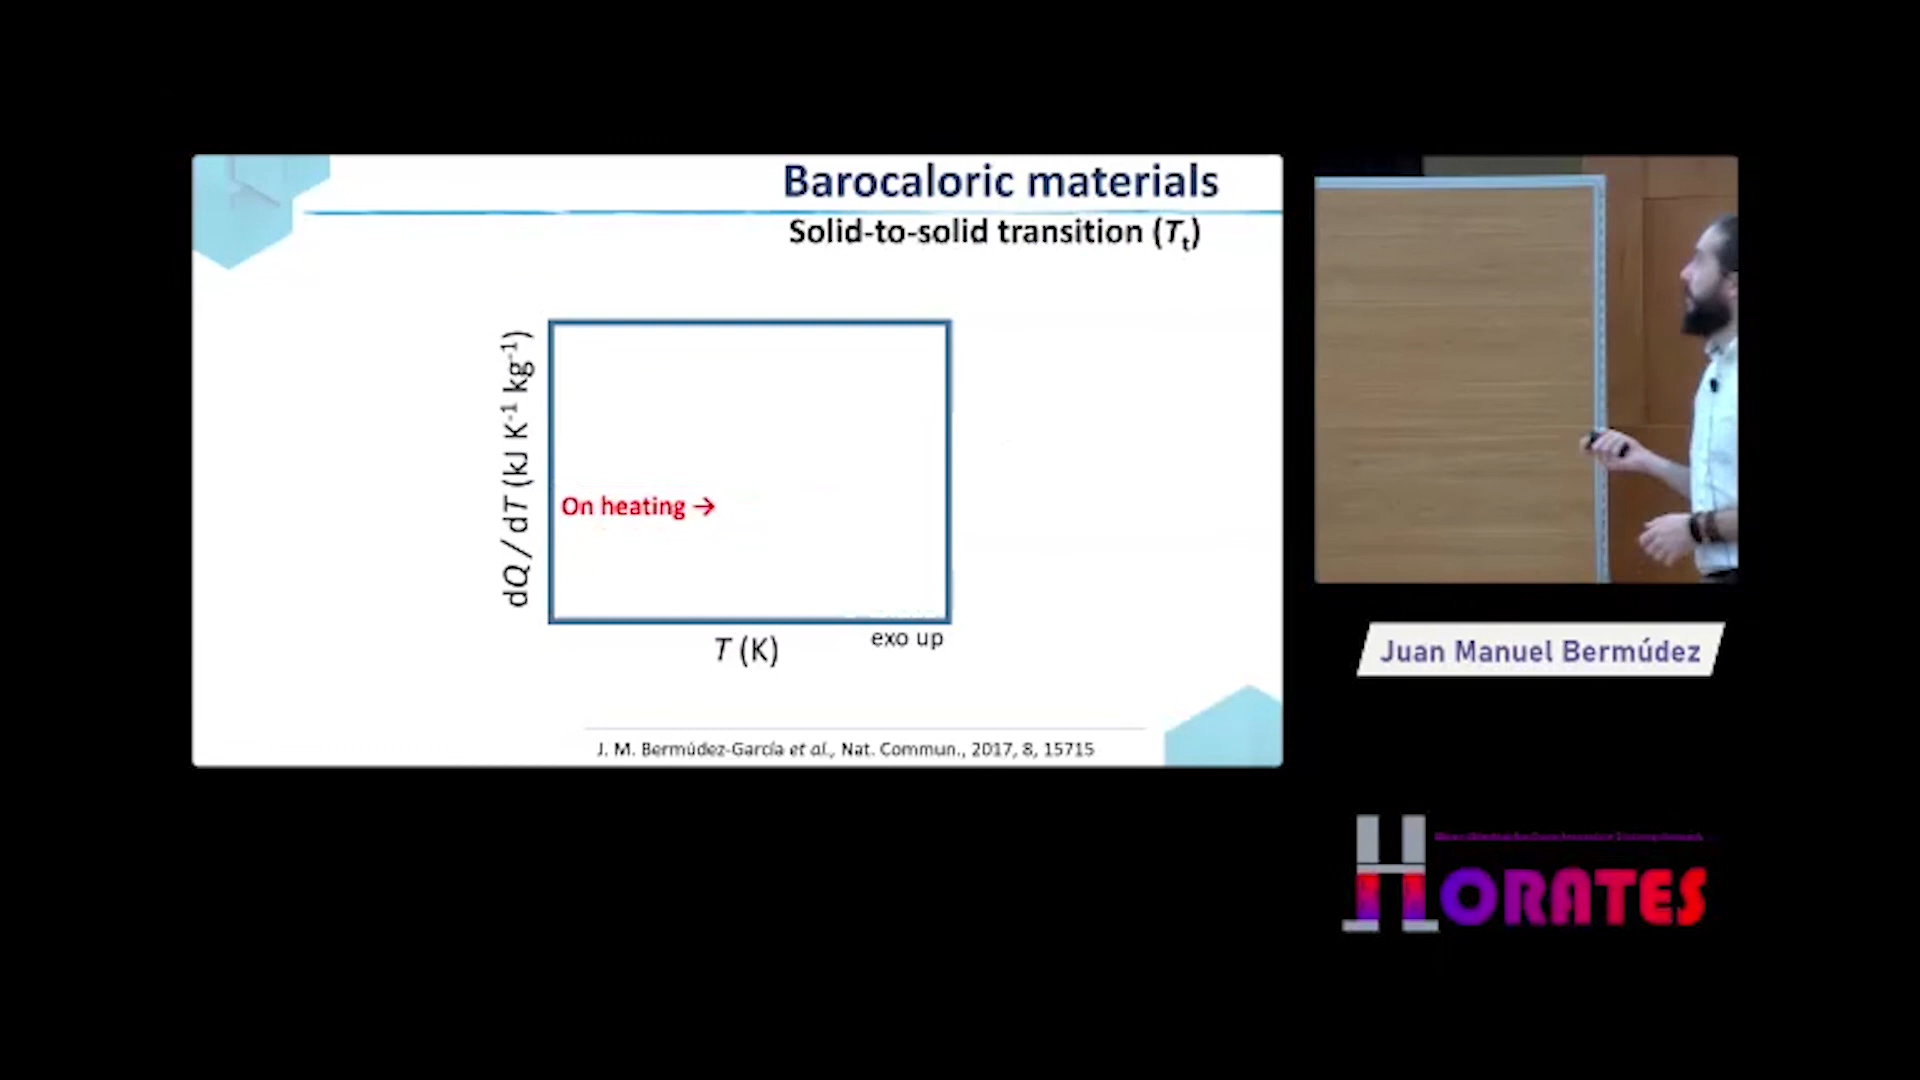 Barocaloric materials
Solid-to-solid transition (Tt)
dQ / dT (kJ K-1 kg-1)
On heating →
T (K)
exo up
J. M. Bermúdez-García et al., Nat. Commun., 2017, 8, 15715
Juan Manuel Bermúdez
HORATES